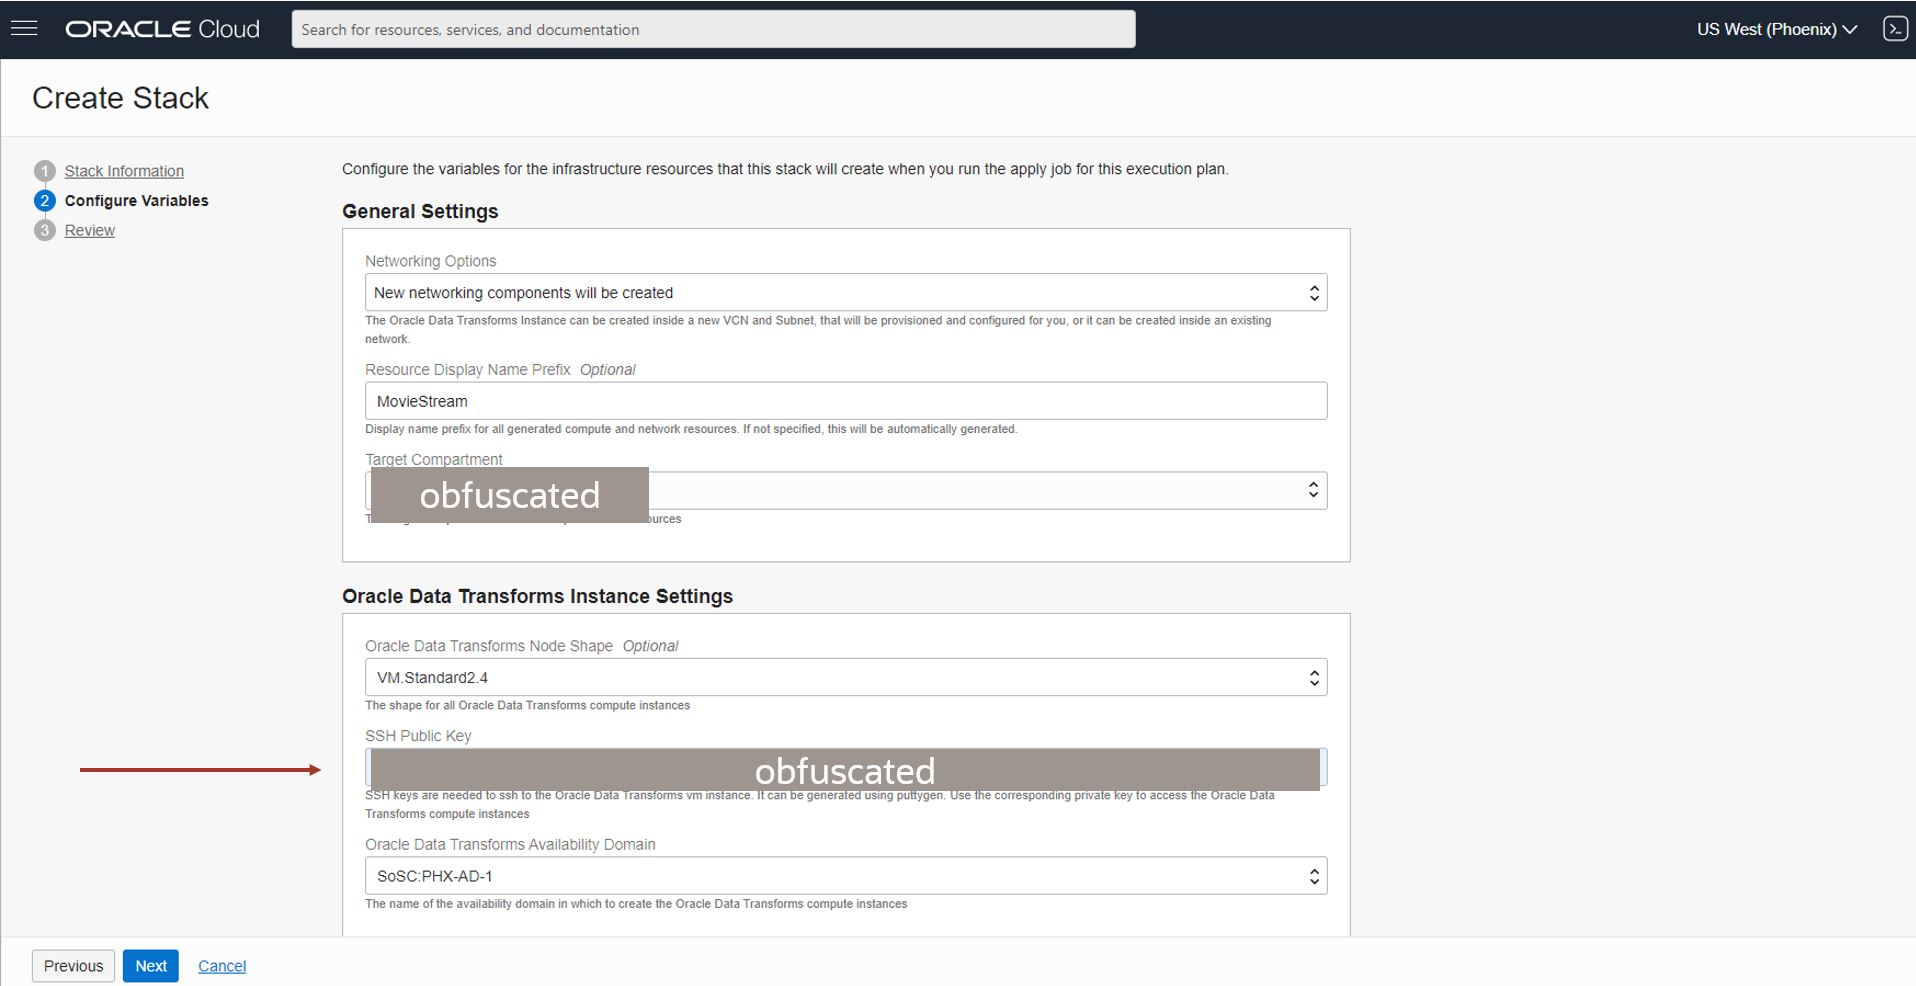 ORACLE Cloud
Search for resources, services, and documentation
US West (Phoenix)
Create Stack
1 Stack Information
2 Configure Variables
3 Review
Configure the variables for the infrastructure resources that this stack will create when you run the apply job for this execution plan.
General Settings
Networking Options
New networking components will be created
The Oracle Data Transforms Instance can be created inside a new VCN and Subnet, that will be provisioned and configured for you, or it can be created inside an existing
network.
Resource Display Name Prefix Optional
MovieStream
Display name prefix for all generated compute and network resources. If not specified, this will be automatically generated.
Target Compartment
obfuscated
Oracle Data Transforms Instance Settings
Oracle Data Transforms Node Shape Optional
VM.Standard2.4
The shape for all Oracle Data Transforms compute instances
SSH Public Key
obfuscated
SSH keys are needed to ssh to the Oracle Data Transforms vm instance. It can be generated using puttygen. Use the corresponding private key to access the Oracle Data
Transforms compute instances
Oracle Data Transforms Availability Domain
SoSC:PHX-AD-1
The name of the availability domain in which to create the Oracle Data Transforms compute instances
Previous Next Cancel